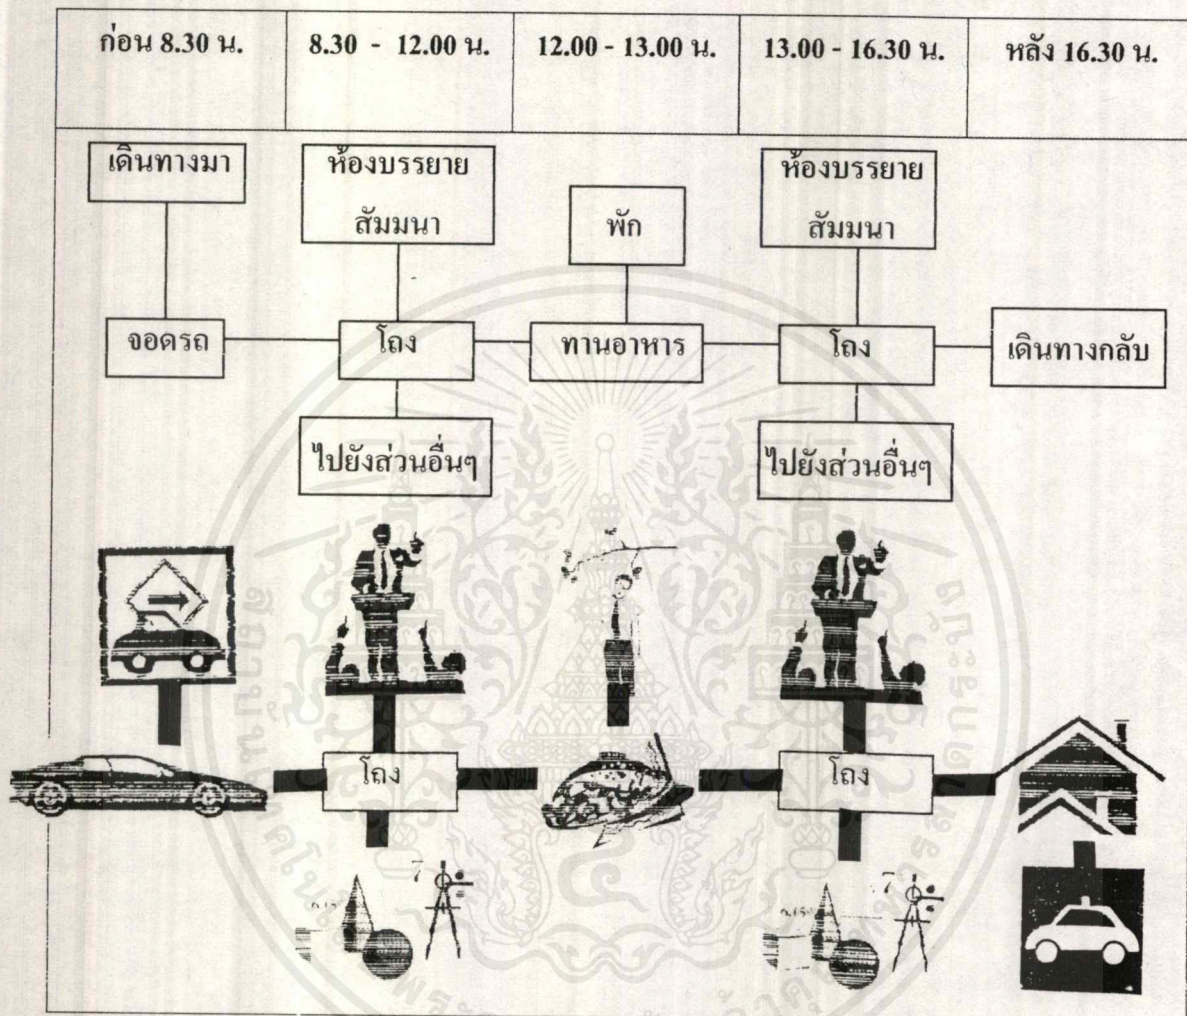 ก่อน 8.30 น.
8.30 - 12.00 น.
12.00 - 13.00 น.
13.00 - 16.30 น.
หลัง 16.30 น.
เดินทางมา
ห้องบรรยาย
สัมมนา
พัก
ห้องบรรยาย
สัมมนา
จอดรถ
โถง
ทานอาหาร
โถง
เดินทางกลับ
ไปยังส่วนอื่นๆ
ไปยังส่วนอื่นๆ
โถง
โถง
7
7